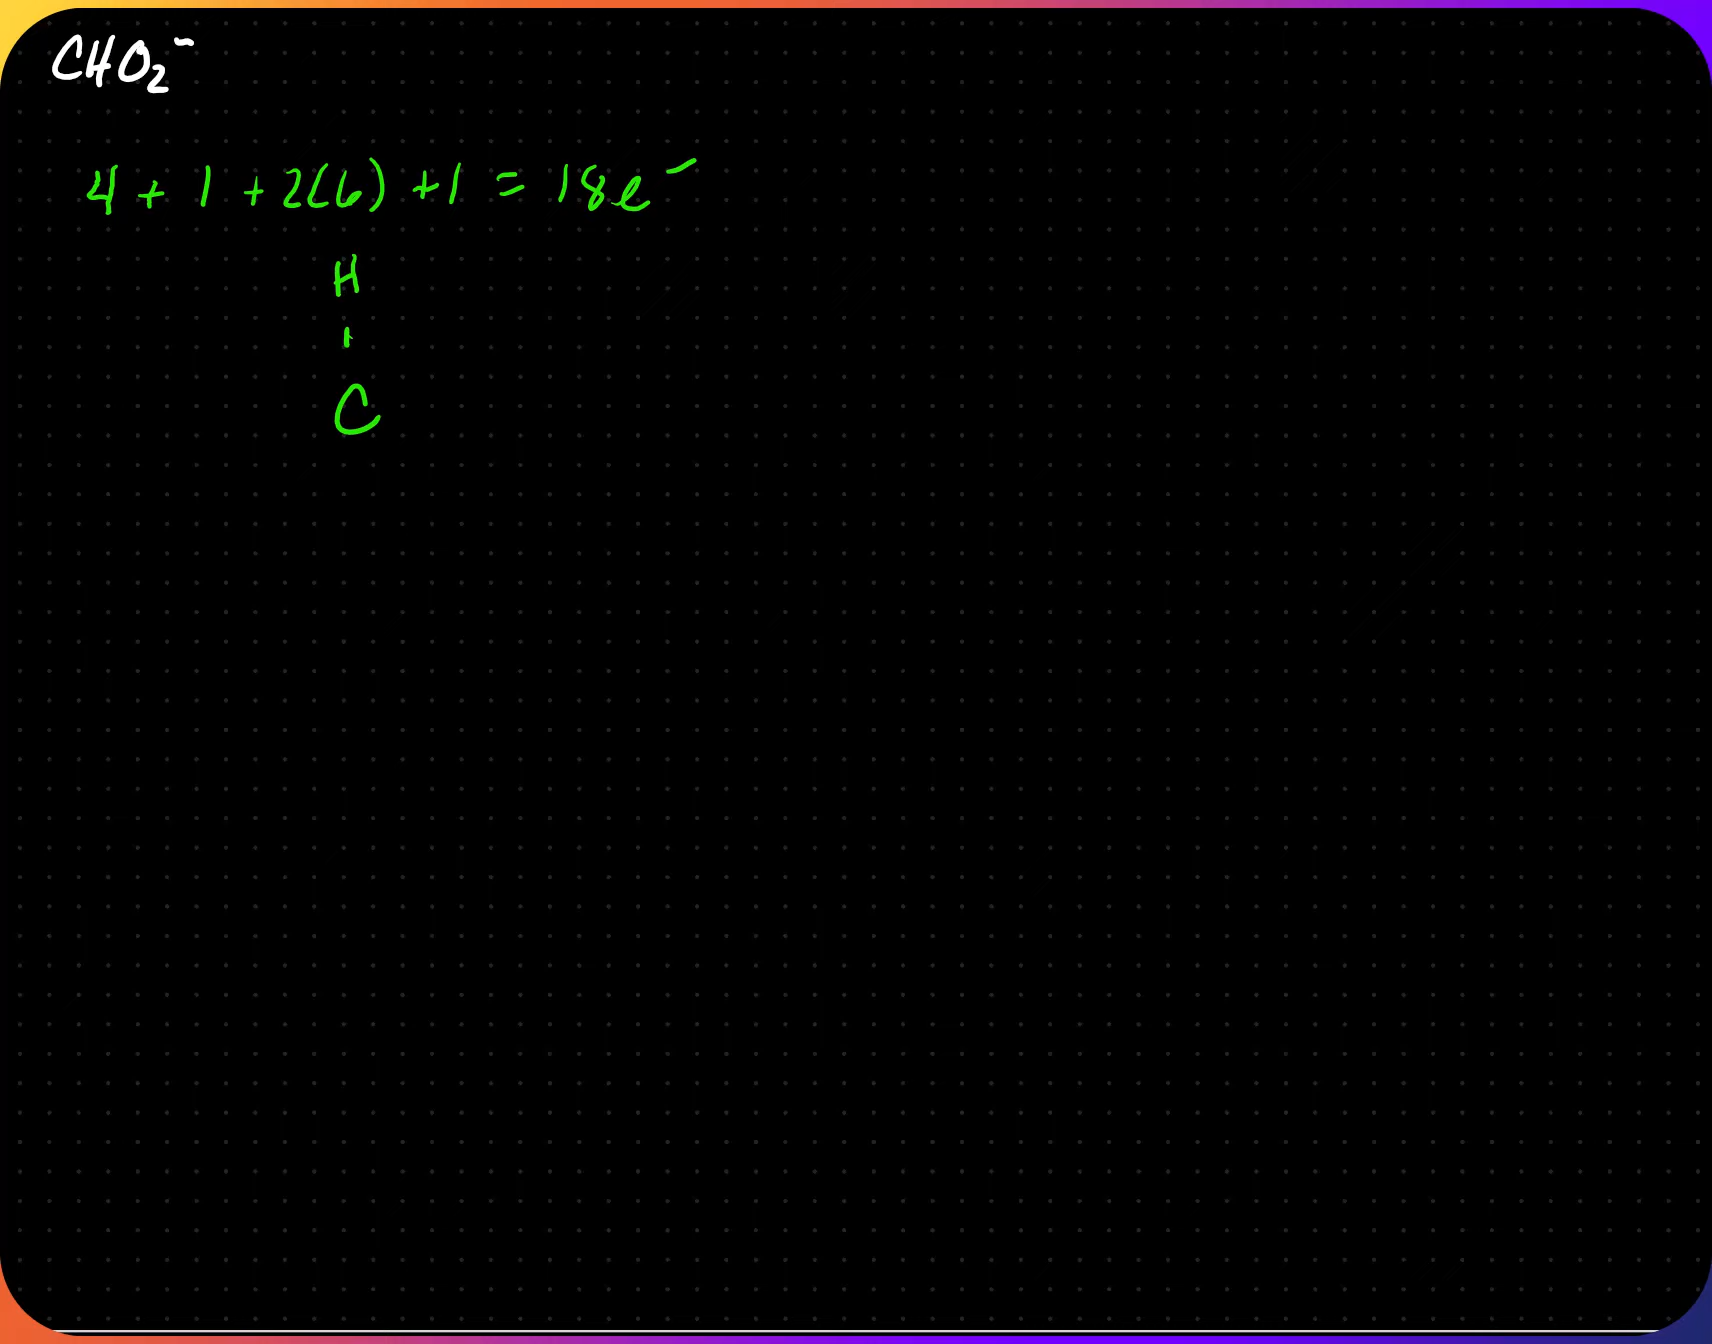 CHO₂⁻
4 + 1 + 2(6) + 1 = 18e⁻
H
C